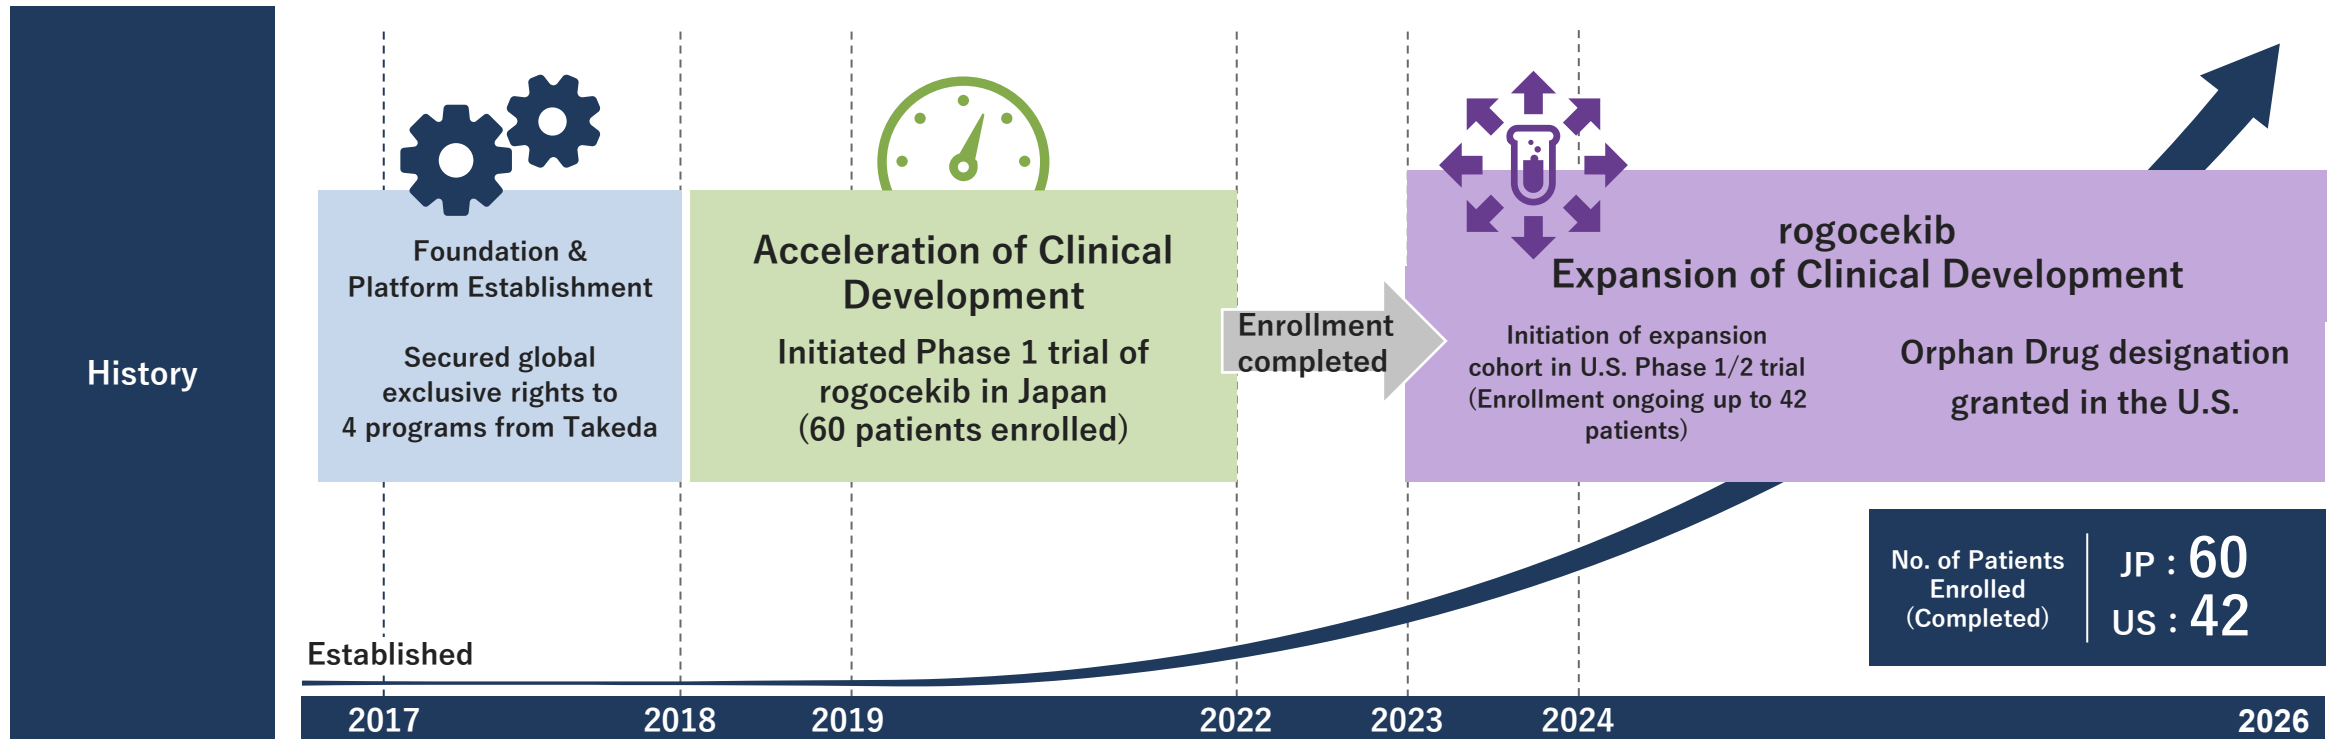 History
Foundation &
Platform Establishment
Secured global
exclusive rights to
4 programs from Takeda
Acceleration of Clinical
Development
Initiated Phase 1 trial of
rogocekib in Japan
(60 patients enrolled)
Enrollment
completed
rogocekib
Expansion of Clinical Development
Initiation of expansion
cohort in U.S. Phase 1/2 trial
(Enrollment ongoing up to 42
patients)
Orphan Drug designation
granted in the U.S.
No. of Patients
Enrolled
(Completed)
JP : 60
US : 42
Established
2017 2018 2019 2022 2023 2024 2026